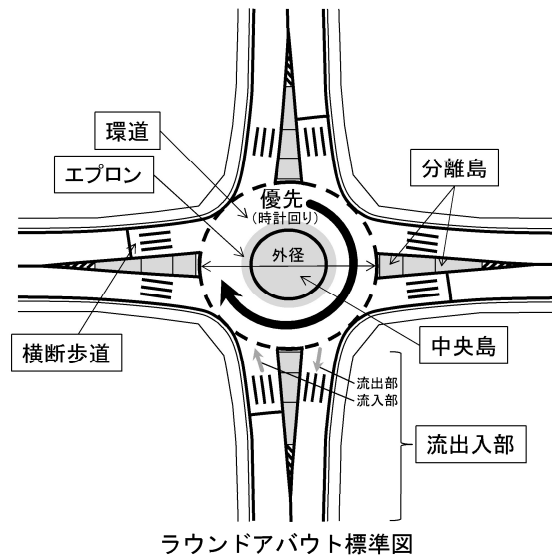 環道
エプロン
優先
(時計回り)
分離島
外径
横断歩道
中央島
流出部
流入部
流出入部
ラウンドアバウト標準図